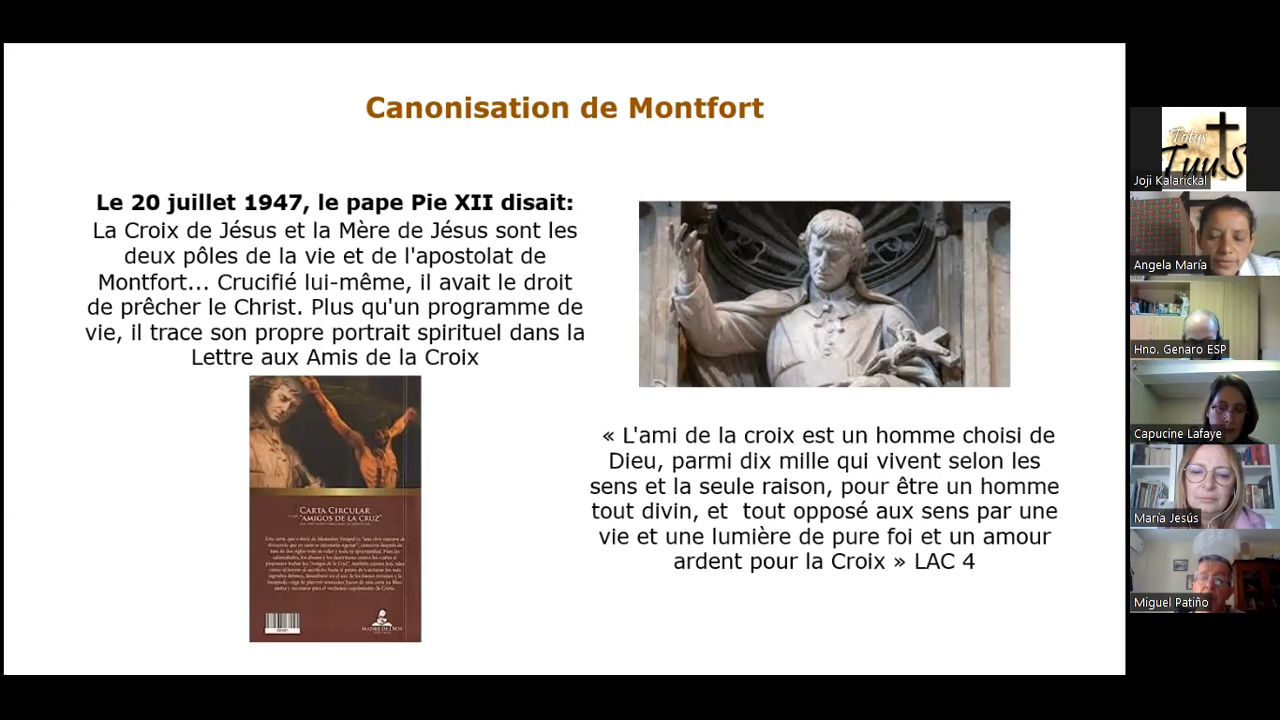 Canonisation de Montfort
Le 20 juillet 1947, le pape Pie XII disait:
La Croix de Jésus et la Mère de Jésus sont les
deux pôles de la vie et de l'apostolat de
Montfort... Crucifié lui-même, il avait le droit
de prêcher le Christ. Plus qu'un programme de
vie, il trace son propre portrait spirituel dans la
Lettre aux Amis de la Croix
CARTA CIRCULAR
"AMIGOS DE LA CRUZ"
MADRE DE DIOS
« L'ami de la croix est un homme choisi de
Dieu, parmi dix mille qui vivent selon les
sens et la seule raison, pour être un homme
tout divin, et  tout opposé aux sens par une
vie et une lumière de pure foi et un amour
ardent pour la Croix » LAC 4
Totus
TuuS
Joji Kalarickal
Angela María
Hno. Genaro ESP
Capucine Lafaye
María Jesús
Miguel Patiño